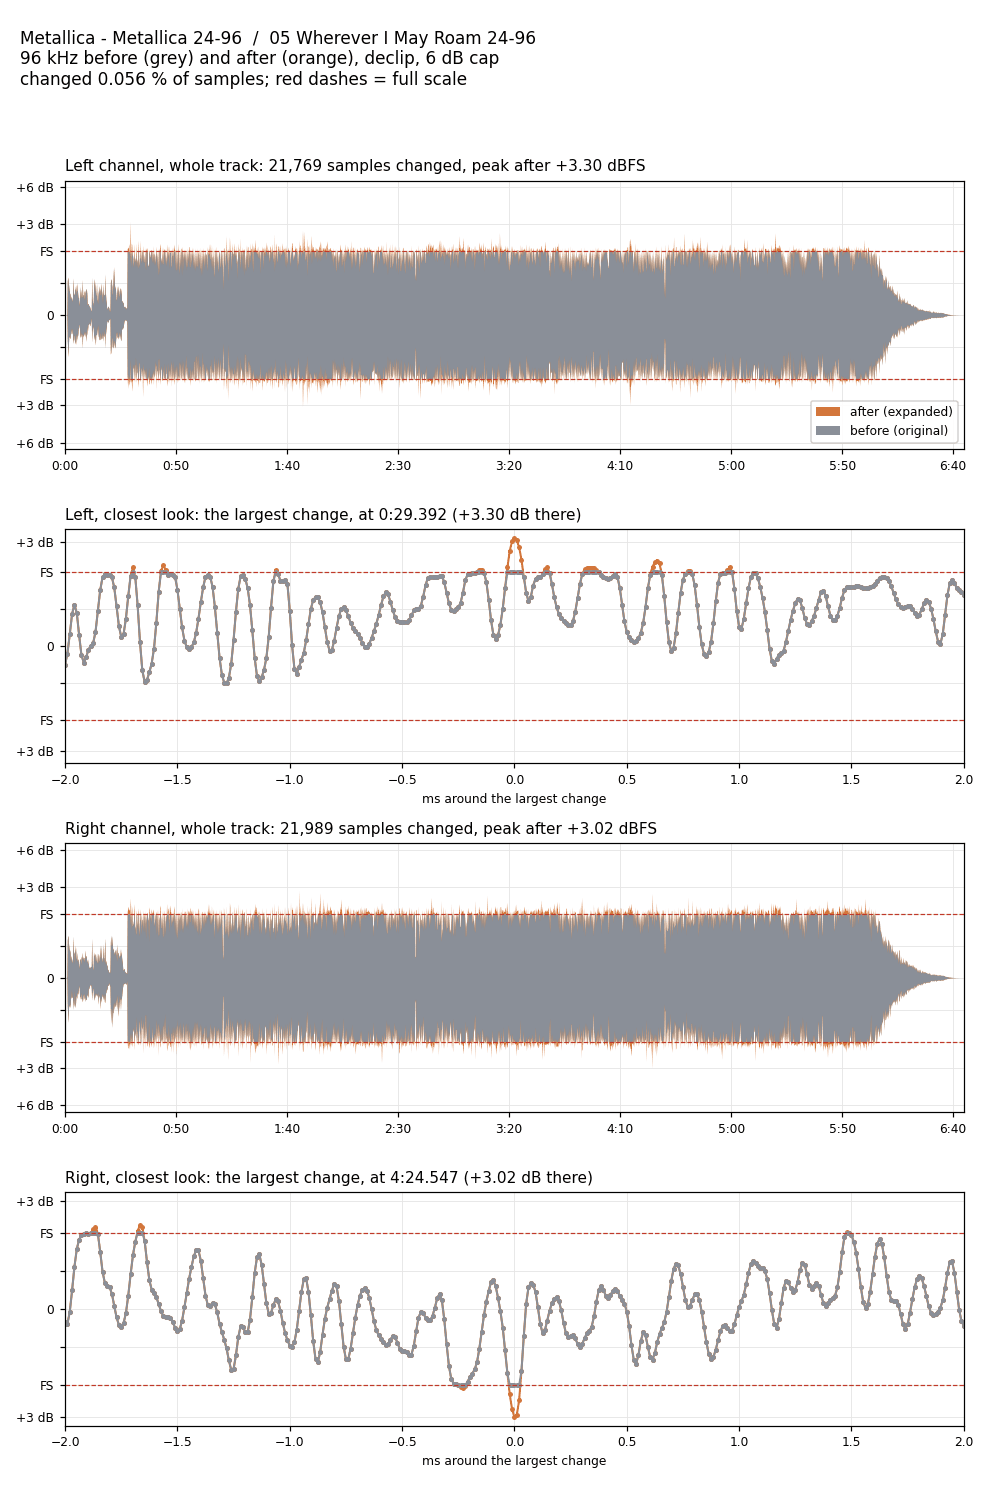 Metallica - Metallica 24-96  /  05 Wherever I May Roam 24-96
96 kHz before (grey) and after (orange), declip, 6 dB cap
changed 0.056 % of samples; red dashes = full scale
Left channel, whole track: 21,769 samples changed, peak after +3.30 dBFS
+6 dB
+3 dB
FS
0
FS
+3 dB
+6 dB
after (expanded)
before (original)
0:00 0:50 1:40 2:30 3:20 4:10 5:00 5:50 6:40
Left, closest look: the largest change, at 0:29.392 (+3.30 dB there)
+3 dB
FS
0
FS
+3 dB
−2.0 −1.5 −1.0 −0.5 0.0 0.5 1.0 1.5 2.0
ms around the largest change
Right channel, whole track: 21,989 samples changed, peak after +3.02 dBFS
+6 dB
+3 dB
FS
0
FS
+3 dB
+6 dB
0:00 0:50 1:40 2:30 3:20 4:10 5:00 5:50 6:40
Right, closest look: the largest change, at 4:24.547 (+3.02 dB there)
+3 dB
FS
0
FS
+3 dB
−2.0 −1.5 −1.0 −0.5 0.0 0.5 1.0 1.5 2.0
ms around the largest change